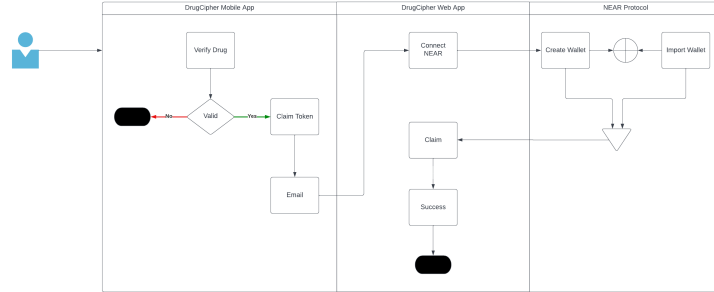 DrugCipher Mobile App
DrugCipher Web App
NEAR Protocol
Verify Drug
Connect
NEAR
Create Wallet
Import Wallet
No
Valid
Yes
Claim Token
Claim
Email
Success